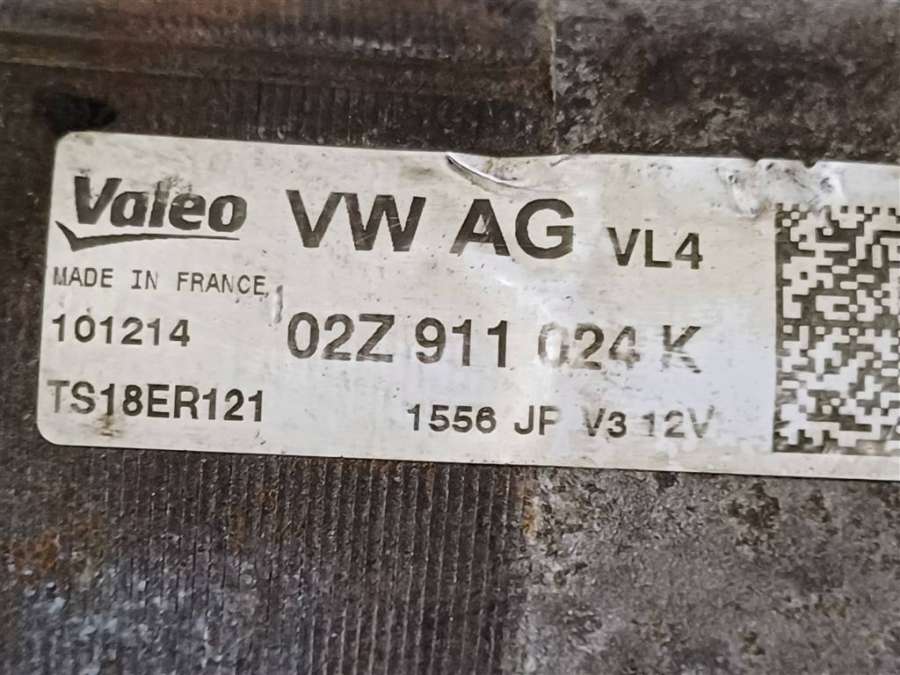 Valeo VW AG VL4
MADE IN FRANCE
101214 02Z 911 024 K
TS18ER121 1556 JP V3 12V